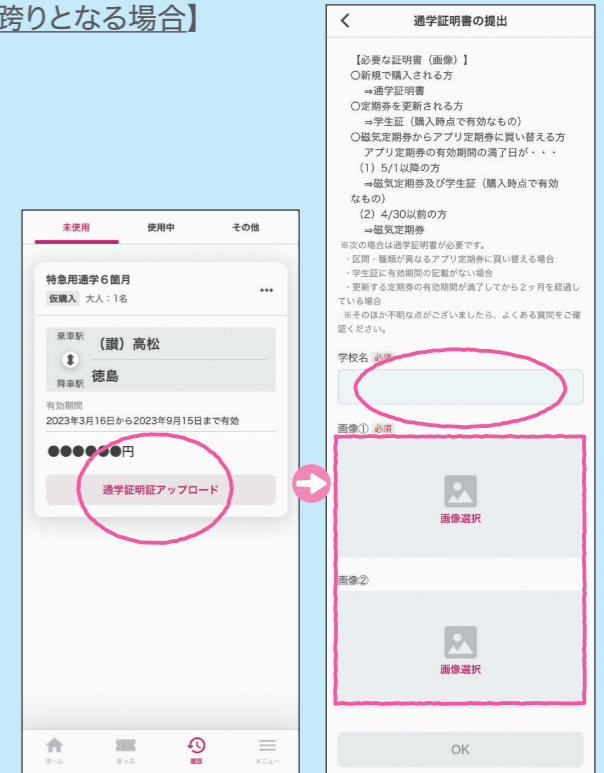 跨りとなる場合】
未使用 使用中 その他
特急用通学6箇月
仮購入 大人：1名 •••
乗車駅 （讃）高松
降車駅 徳島
有効期間
2023年3月16日から2023年9月15日まで有効
●●●●●●円
通学証明証アップロード
ホーム きっぷ 履歴 メニュー
通学証明書の提出
【必要な証明書（画像）】
○新規で購入される方
⇒通学証明書
○定期券を更新される方
⇒学生証（購入時点で有効なもの）
○磁気定期券からアプリ定期券に買い替える方
アプリ定期券の有効期間の満了日が・・・
（1）5/1以降の方
⇒磁気定期券及び学生証（購入時点で有効
なもの）
（2）4/30以前の方
⇒磁気定期券
※次の場合は通学証明書が必要です。
・区間・種類が異なるアプリ定期券に買い替える場合
・学生証に有効期間の記載がない場合
・更新する定期券の有効期間が満了してから2ヶ月を経過し
ている場合
※そのほか不明な点がございましたら、よくある質問をご確
認ください。
学校名 必須
画像① 必須
画像選択
画像②
画像選択
OK